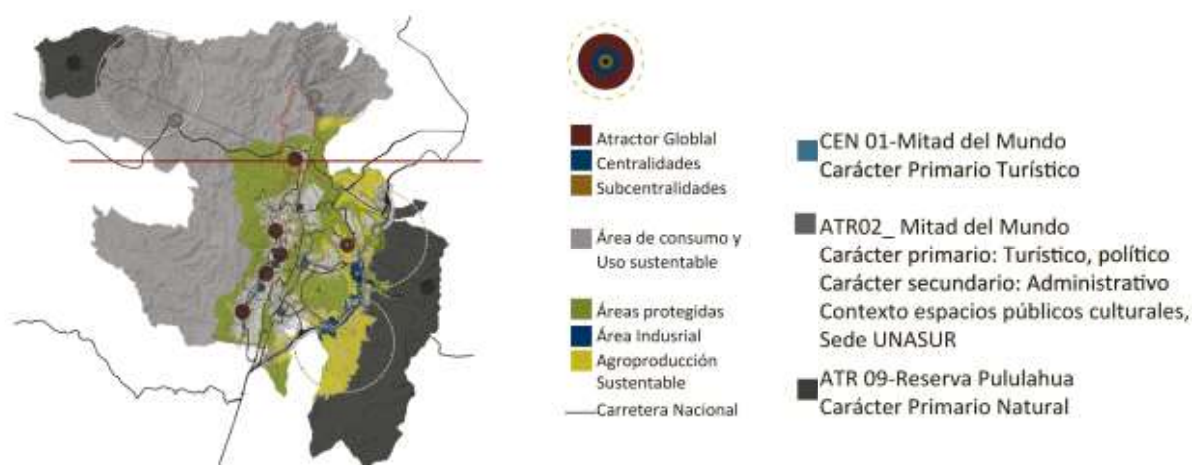 Atractor Globlal
Centralidades
Subcentralidades
Área de consumo y
Uso sustentable
Áreas protegidas
Área Indusrial
Agroproducción
Sustentable
Carretera Nacional
CEN 01-Mitad del Mundo
Carácter Primario Turístico
ATR02_ Mitad del Mundo
Carácter primario: Turístico, político
Carácter secundario: Administrativo
Contexto espacios públicos culturales,
Sede UNASUR
ATR 09-Reserva Pululahua
Carácter Primario Natural